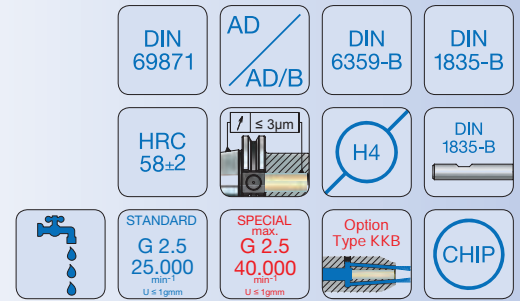 DIN
69871
AD
AD/B
DIN
6359-B
DIN
1835-B
HRC
58±2
≤ 3µm
H4
DIN
1835-B
STANDARD
G 2.5
25.000
min⁻¹
U ≤ 1gmm
SPECIAL
max.
G 2.5
40.000
min⁻¹
U ≤ 1gmm
Option
Type KKB
CHIP